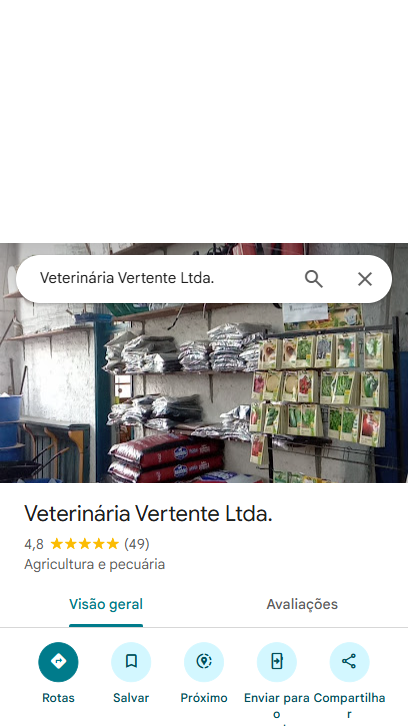 Veterinária Vertente Ltda.
Veterinária Vertente Ltda.
4,8 (49)
Agricultura e pecuária
Visão geral Avaliações
Rotas Salvar Próximo Enviar para o Compartilhar